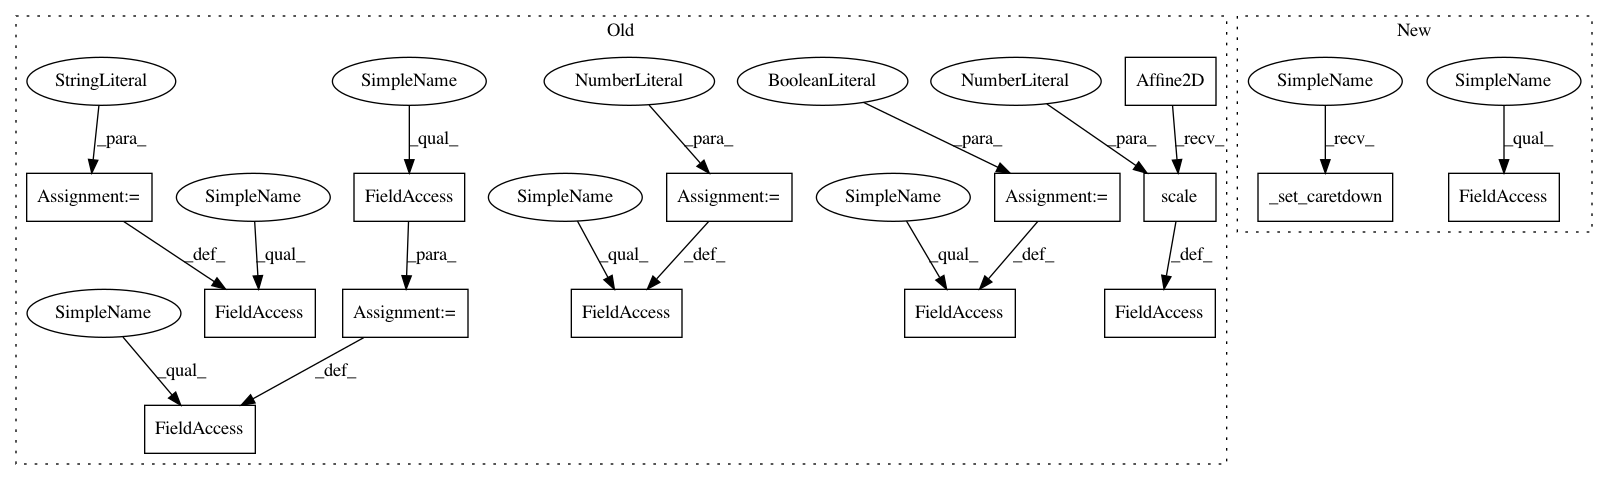 Old
New
StringLiteral
SimpleName
NumberLiteral
BooleanLiteral
NumberLiteral
Affine2D
SimpleName
SimpleName
_para_
_qual_
_para_
_para_
_para_
_recv_
_recv_
_qual_
Assignment:=
SimpleName
FieldAccess
SimpleName
Assignment:=
SimpleName
Assignment:=
scale
_set_caretdown
FieldAccess
_def_
_qual_
_para_
_qual_
_def_
_qual_
_def_
_def_
SimpleName
FieldAccess
Assignment:=
FieldAccess
FieldAccess
FieldAccess
_qual_
_def_
FieldAccess